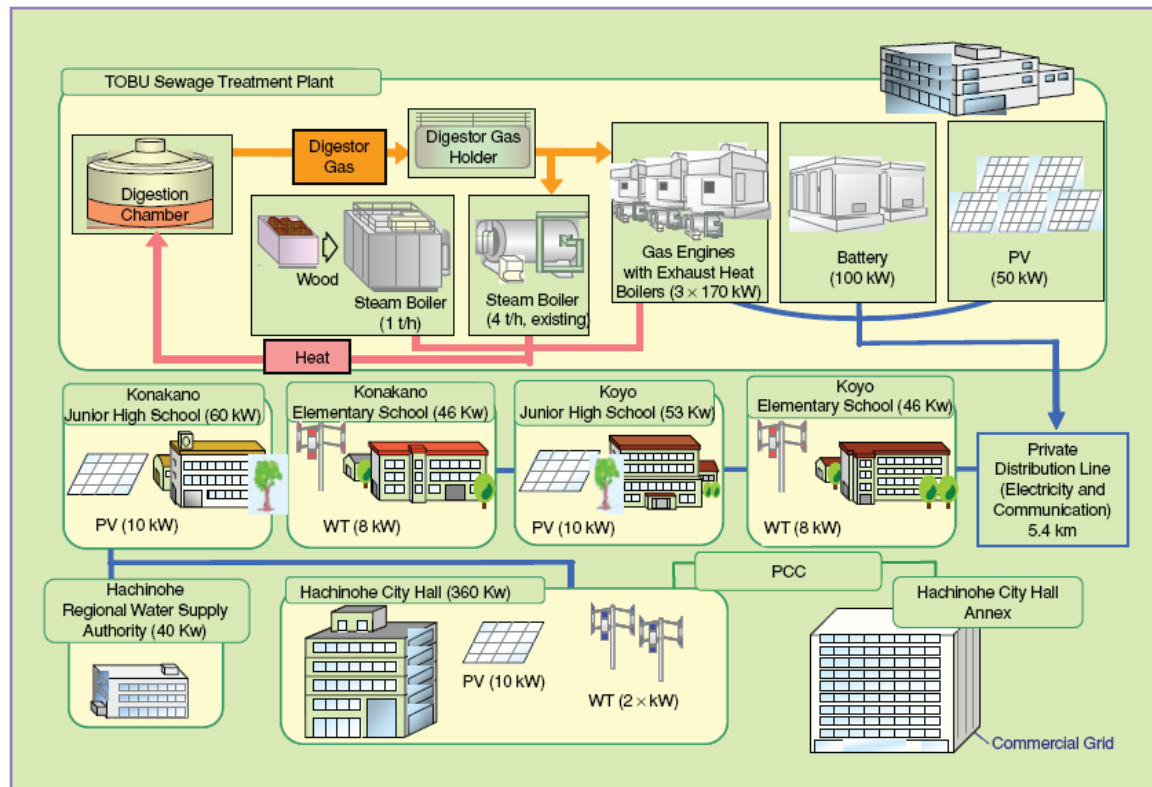 TOBU Sewage Treatment Plant
Digestion
Chamber
Digestor
Gas
Digestor Gas
Holder
Wood
Steam Boiler
(1 t/h)
Steam Boiler
(4 t/h, existing)
Gas Engines
with Exhaust Heat
Boilers (3 × 170 kW)
Battery
(100 kW)
PV
(50 kW)
Heat
Konakano
Junior High School (60 kW)
PV (10 kW)
Konakano
Elementary School (46 Kw)
WT (8 kW)
Koyo
Junior High School (53 Kw)
PV (10 kW)
Koyo
Elementary School (46 Kw)
WT (8 kW)
Private
Distribution Line
(Electricity and
Communication)
5.4 km
Hachinohe
Regional Water Supply
Authority (40 Kw)
Hachinohe City Hall (360 Kw)
PV (10 kW)
WT (2 × kW)
PCC
Hachinohe City Hall
Annex
Commercial Grid